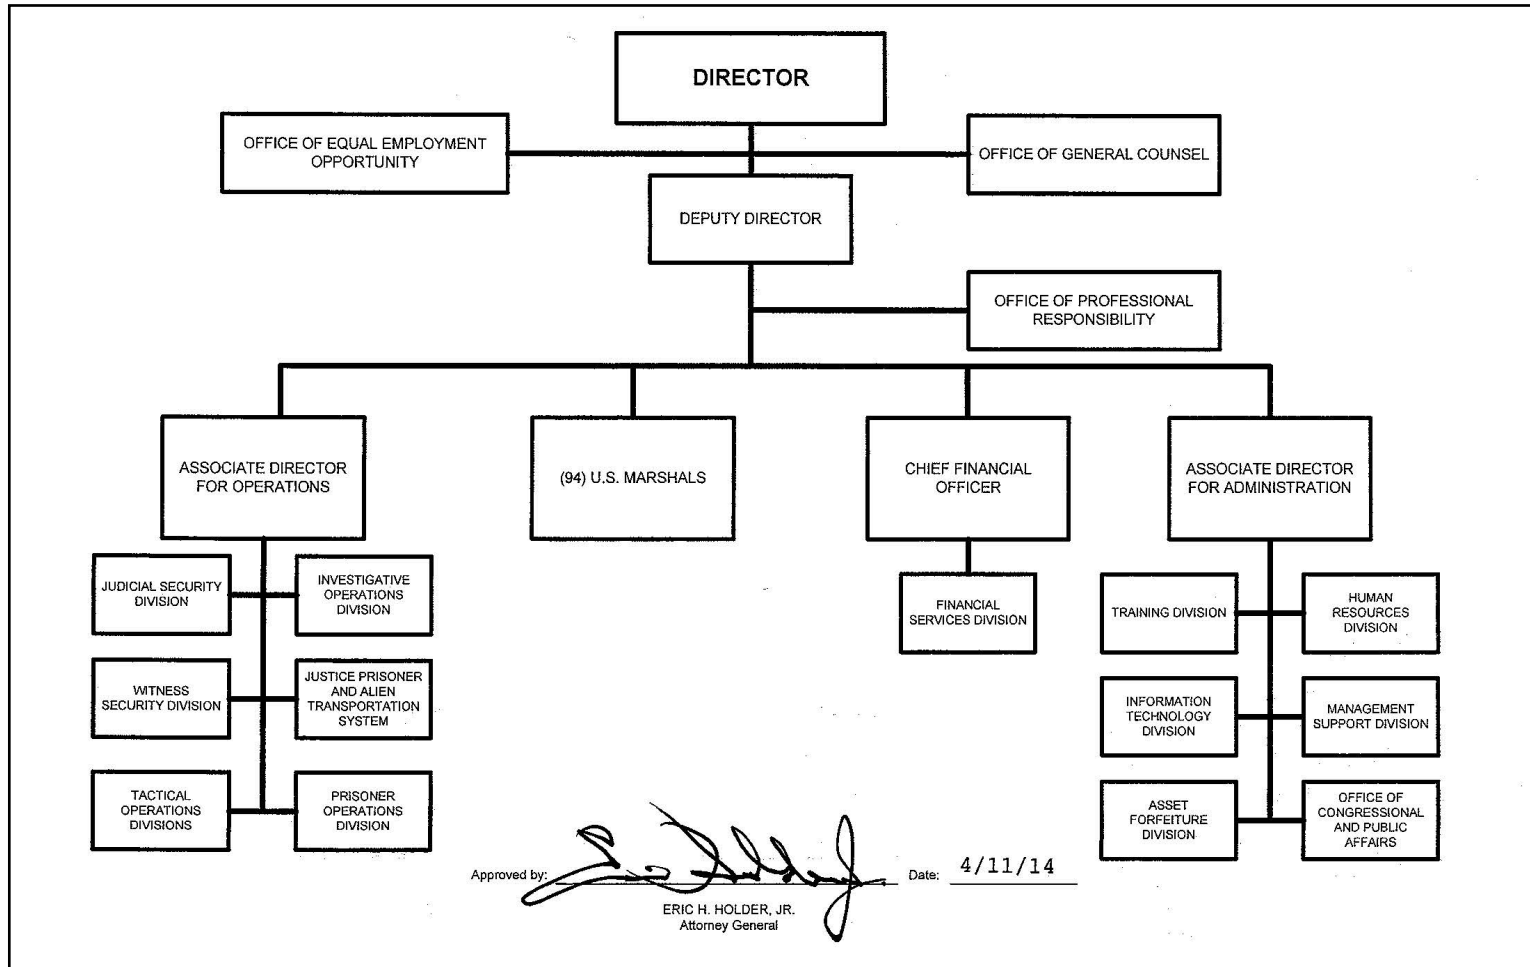 DIRECTOR
OFFICE OF EQUAL EMPLOYMENT
OPPORTUNITY
OFFICE OF GENERAL COUNSEL
DEPUTY DIRECTOR
OFFICE OF PROFESSIONAL
RESPONSIBILITY
ASSOCIATE DIRECTOR
FOR OPERATIONS
(94) U.S. MARSHALS
CHIEF FINANCIAL
OFFICER
ASSOCIATE DIRECTOR
FOR ADMINISTRATION
JUDICIAL SECURITY
DIVISION
INVESTIGATIVE
OPERATIONS
DIVISION
WITNESS
SECURITY DIVISION
JUSTICE PRISONER
AND ALIEN
TRANSPORTATION
SYSTEM
TACTICAL
OPERATIONS
DIVISIONS
PRISONER
OPERATIONS
DIVISION
FINANCIAL
SERVICES DIVISION
TRAINING DIVISION
HUMAN
RESOURCES
DIVISION
INFORMATION
TECHNOLOGY
DIVISION
MANAGEMENT
SUPPORT DIVISION
ASSET
FORFEITURE
DIVISION
OFFICE OF
CONGRESSIONAL
AND PUBLIC
AFFAIRS
Approved by:
Date: 4/11/14
ERIC H. HOLDER, JR.
Attorney General